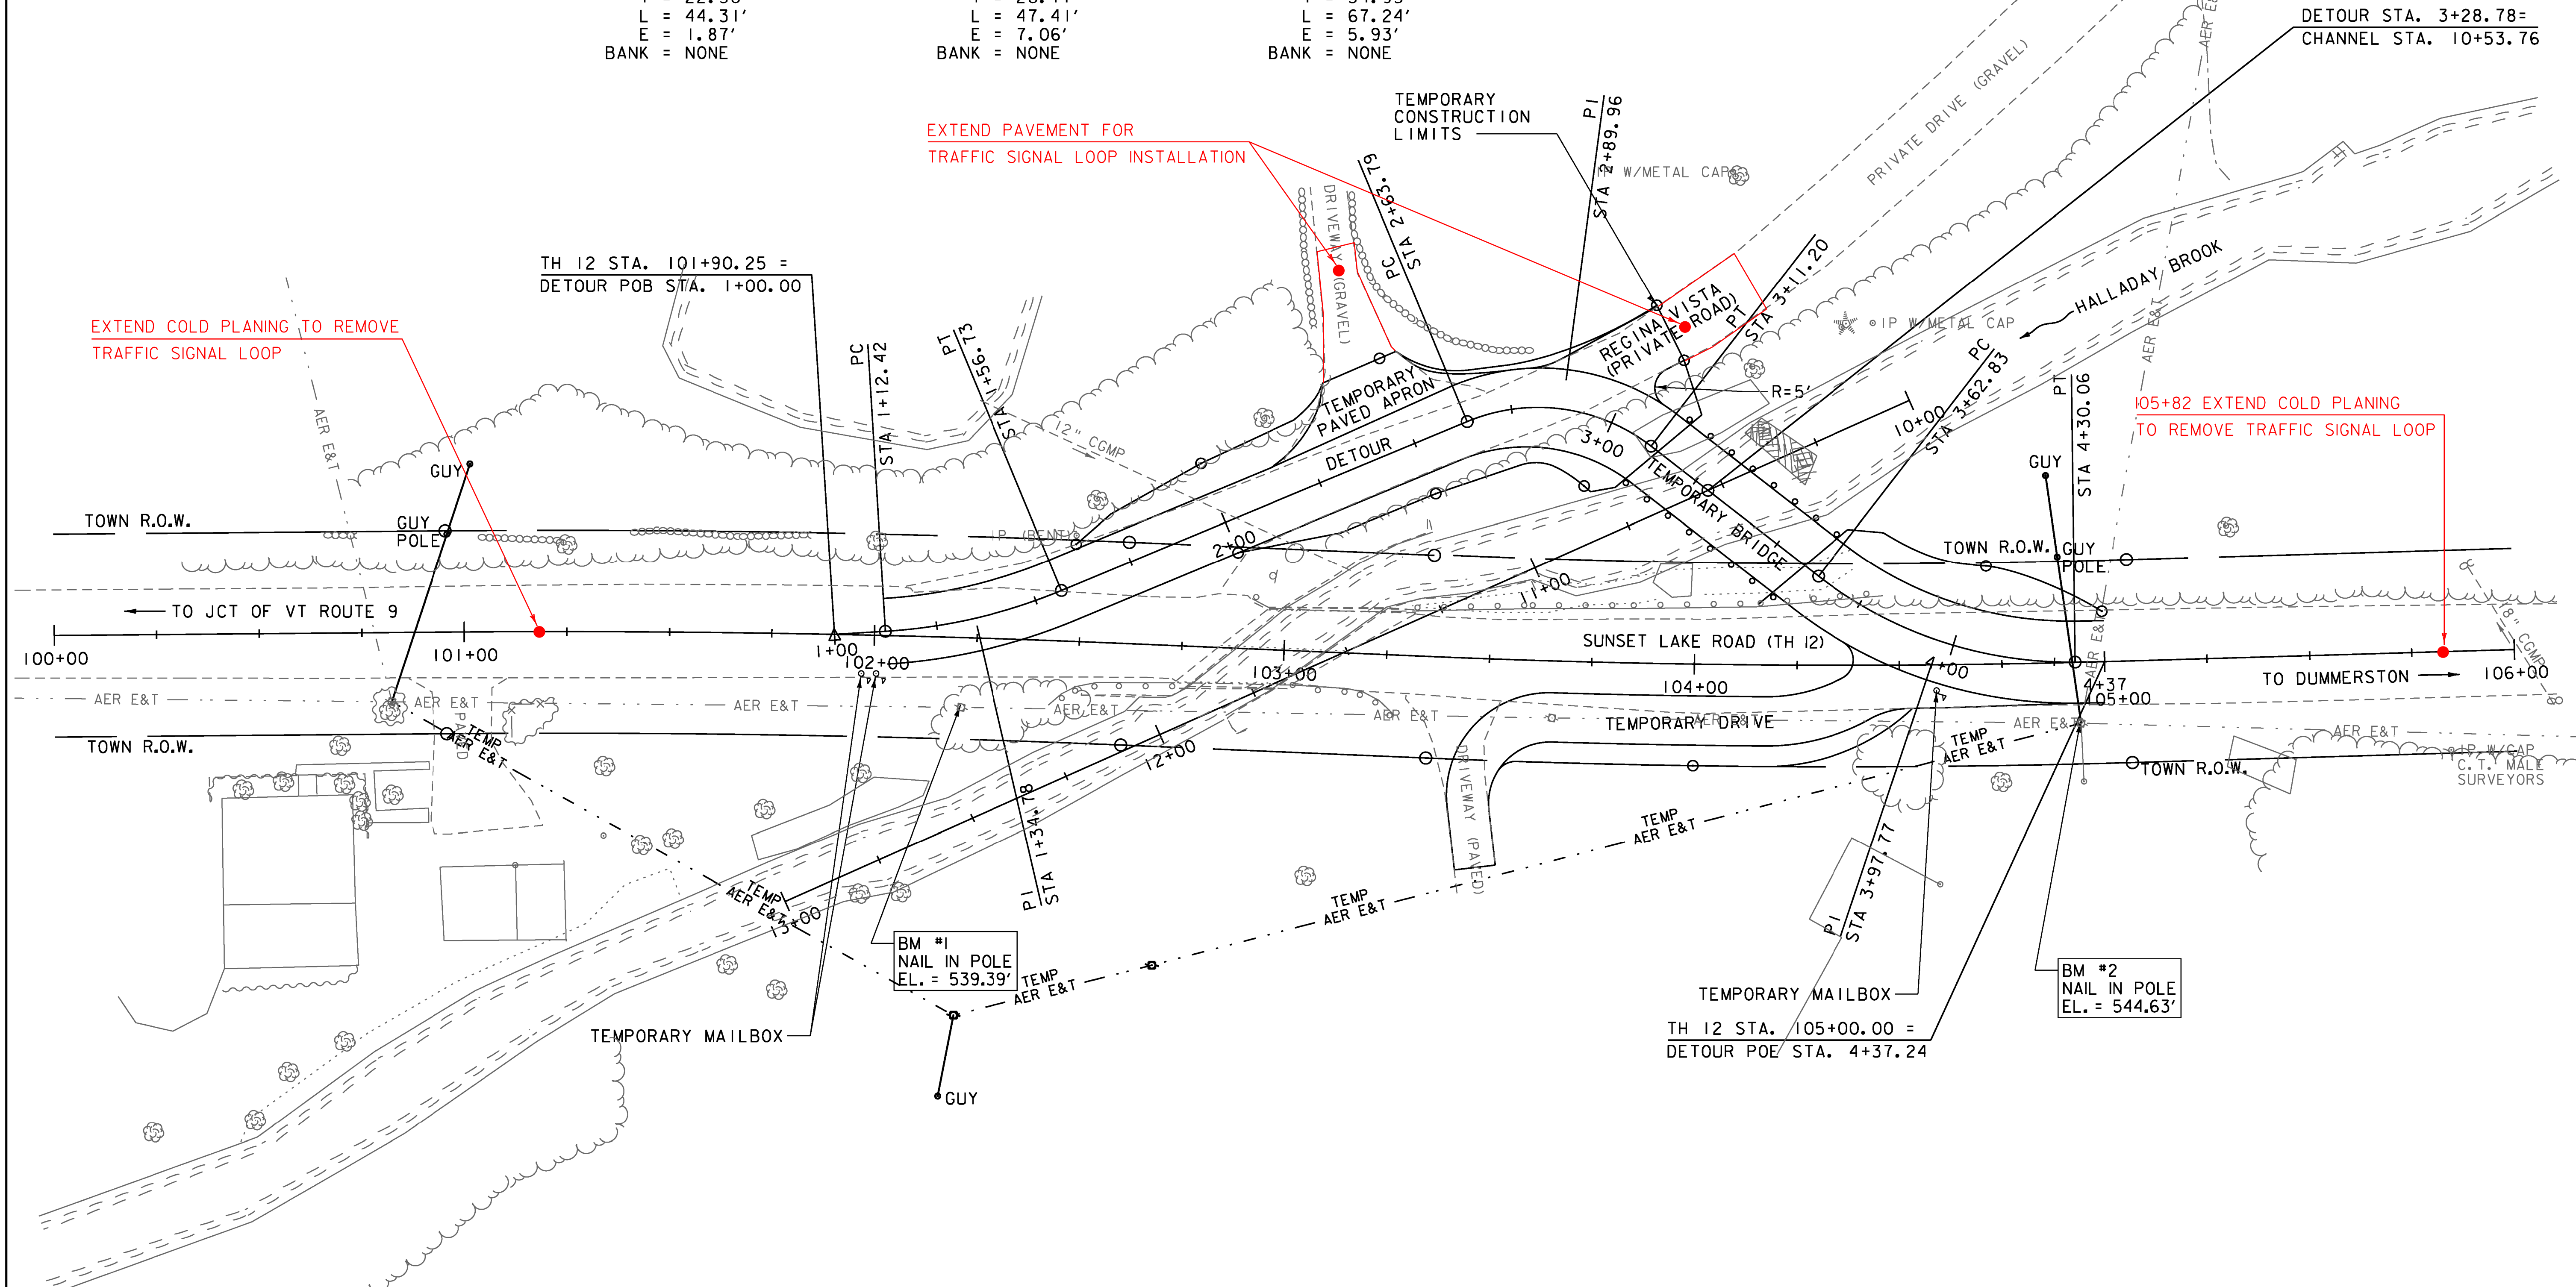 L = 44.31'
E = 1.87'
BANK = NONE
L = 47.41'
E = 7.06'
BANK = NONE
L = 67.24'
E = 5.93'
BANK = NONE
DETOUR STA. 3+28.78=
CHANNEL STA. 10+53.76
AER E&T
PRIVATE DRIVE (GRAVEL)
TEMPORARY
CONSTRUCTION
LIMITS
PI
STA 2+89.96
EXTEND PAVEMENT FOR
TRAFFIC SIGNAL LOOP INSTALLATION
PC
STA 2+63.79
W/METAL CAP
DRIVEWAY (GRAVEL)
TH 12 STA. 101+90.25 =
DETOUR POB STA. 1+00.00
PT
STA 3+11.20
HALLADAY BROOK
REGINA VISTA
(PRIVATE ROAD)
IP W/METAL CAP
EXTEND COLD PLANING TO REMOVE
TRAFFIC SIGNAL LOOP
PC
STA 1+12.42
PT
STA 1+56.73
PC
STA 3+62.83
AER E&T
TEMPORARY
PAVED APRON
R=5'
PT
STA 4+30.06
105+82 EXTEND COLD PLANING
TO REMOVE TRAFFIC SIGNAL LOOP
AER E&T
12" CGMP
DETOUR
3+00
10+00
GUY
GUY
TEMPORARY BRIDGE
TOWN R.O.W.
GUY
POLE
IP (BENT)
2+00
TOWN R.O.W.
GUY
POLE
11+00
TO JCT OF VT ROUTE 9
18" CGMP
SUNSET LAKE ROAD (TH 12)
AER E&T
100+00
101+00
1+00
102+00
103+00
104+00
4+00
4+37
105+00
TO DUMMERSTON
106+00
AER E&T
AER E&T
AER E&T
AER E&T
AER E&T
TEMPORARY DRIVE
AER E&T
AER E&T
AER E&T
TOWN R.O.W.
PAVED
TEMP
AER E&T
12+00
DRIVEWAY (PAVED)
TEMP
AER E&T
TOWN R.O.W.
IP W/CAP
C.T. MALE
SURVEYORS
PI
STA 1+34.78
TEMP
AER E&T
TEMP
AER E&T
13+00
TEMP
AER E&T
PI
STA 3+97.77
BM #1
NAIL IN POLE
EL. = 539.39'
TEMP
AER E&T
BM #2
NAIL IN POLE
EL. = 544.63'
TEMPORARY MAILBOX
TEMPORARY MAILBOX
TH 12 STA. 105+00.00 =
DETOUR POE STA. 4+37.24
GUY